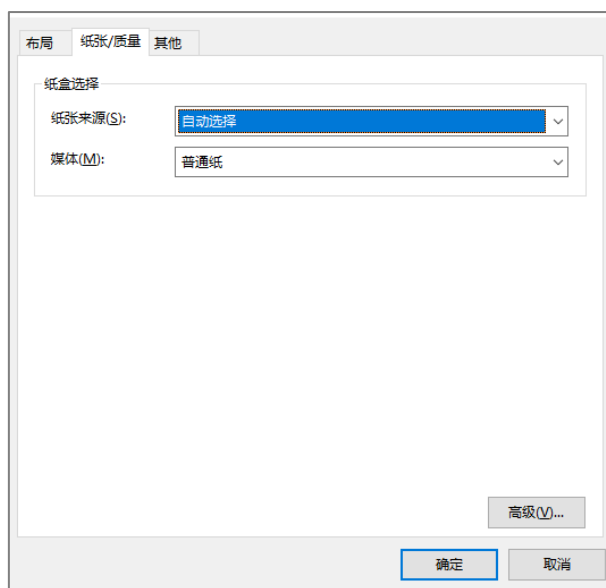 布局 纸张/质量 其他
纸盒选择
纸张来源(S): 自动选择
媒体(M): 普通纸
高级(V)...
确定 取消